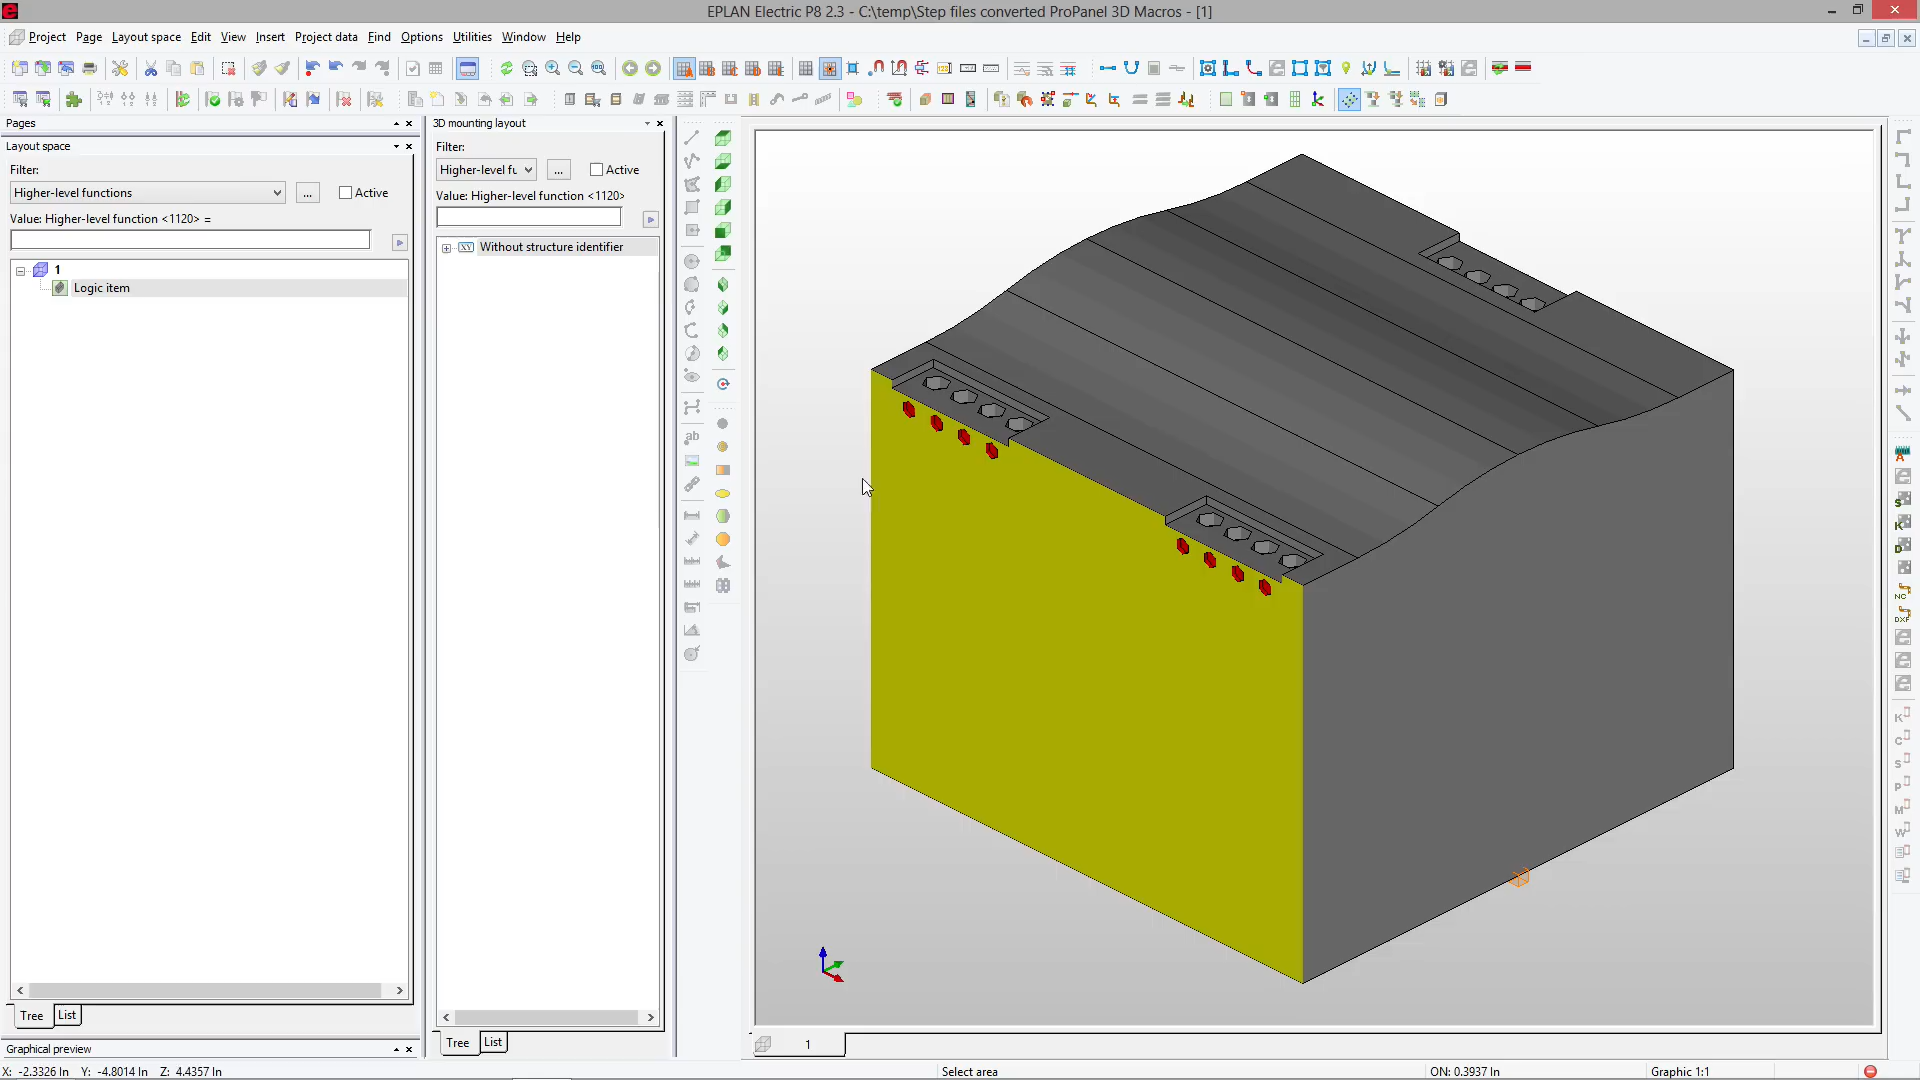 EPLAN Electric P8 2.3 - C:\temp\Step files converted ProPanel 3D Macros - [1]
Project Page Layout space Edit View Insert Project data Find Options Utilities Window Help
Pages
Layout space
Filter:
Higher-level functions
...
Active
Value: Higher-level function <1120> =
1
Logic item
Tree
List
Graphical preview
3D mounting layout
Filter:
Higher-level fu
...
Active
Value: Higher-level function <1120>
Without structure identifier
Tree
List
ab
A
S
K
D
NC
DXF
K
C
S
P
M
W
1
X: -2.3326 In Y: -4.8014 In Z: 4.4357 In
Select area
ON: 0.3937 In
Graphic 1:1